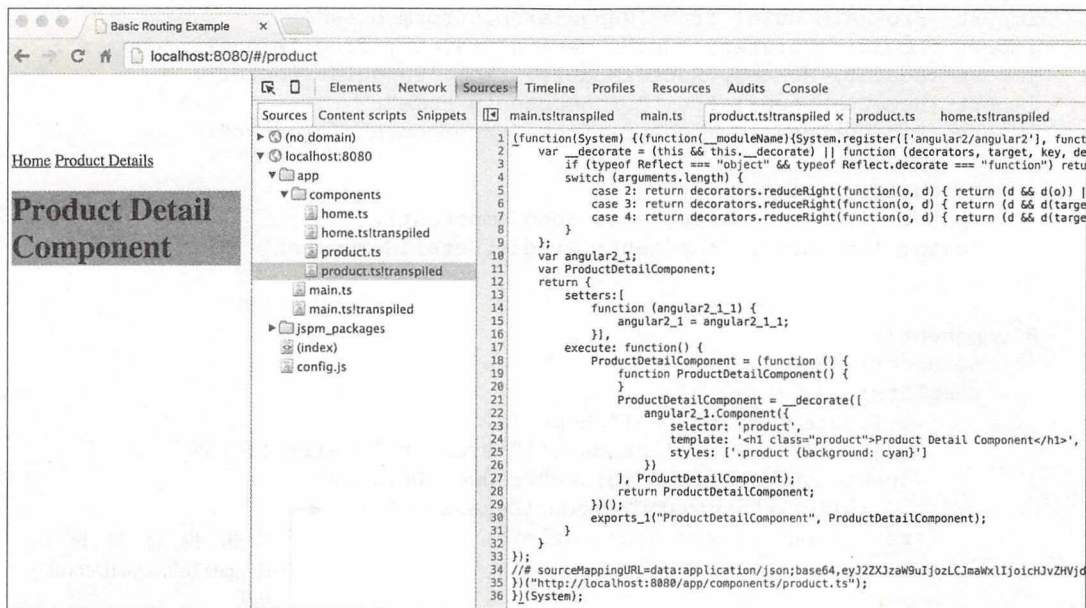 Basic Routing Example ×
localhost:8080/#/product
Elements Network Sources Timeline Profiles Resources Audits Console
Sources Content scripts Snippets
main.ts!transpiled main.ts product.ts!transpiled × product.ts home.ts!transpiled
Home Product Details
Product Detail
Component
(no domain)
localhost:8080
app
components
home.ts
home.ts!transpiled
product.ts
product.ts!transpiled
main.ts
main.ts!transpiled
jspm_packages
(index)
config.js
1 (function(System) {(function(__moduleName){System.register(['angular2/angular2'], funct
2 var __decorate = (this && this.__decorate) || function (decorators, target, key, de
3 if (typeof Reflect === "object" && typeof Reflect.decorate === "function") retu
4 switch (arguments.length) {
5 case 2: return decorators.reduceRight(function(o, d) { return (d && d(o)) |
6 case 3: return decorators.reduceRight(function(o, d) { return (d && d(targe
7 case 4: return decorators.reduceRight(function(o, d) { return (d && d(targe
8 }
9 };
10 var angular2_1;
11 var ProductDetailComponent;
12 return {
13 setters:[
14 function (angular2_1_1) {
15 angular2_1 = angular2_1_1;
16 }],
17 execute: function() {
18 ProductDetailComponent = (function () {
19 function ProductDetailComponent() {
20 }
21 ProductDetailComponent = __decorate([
22 angular2_1.Component({
23 selector: 'product',
24 template: '<h1 class="product">Product Detail Component</h1>',
25 styles: ['.product {background: cyan}']
26 })
27 ], ProductDetailComponent);
28 return ProductDetailComponent;
29 })();
30 exports_1("ProductDetailComponent", ProductDetailComponent);
31 }
32 }
33 });
34 //# sourceMappingURL=data:application/json;base64,eyJ2ZXJzaW9uIjozLCJmaWxlIjoicHJvZHVjd
35 })("http://localhost:8080/app/components/product.ts");
36 })(System);